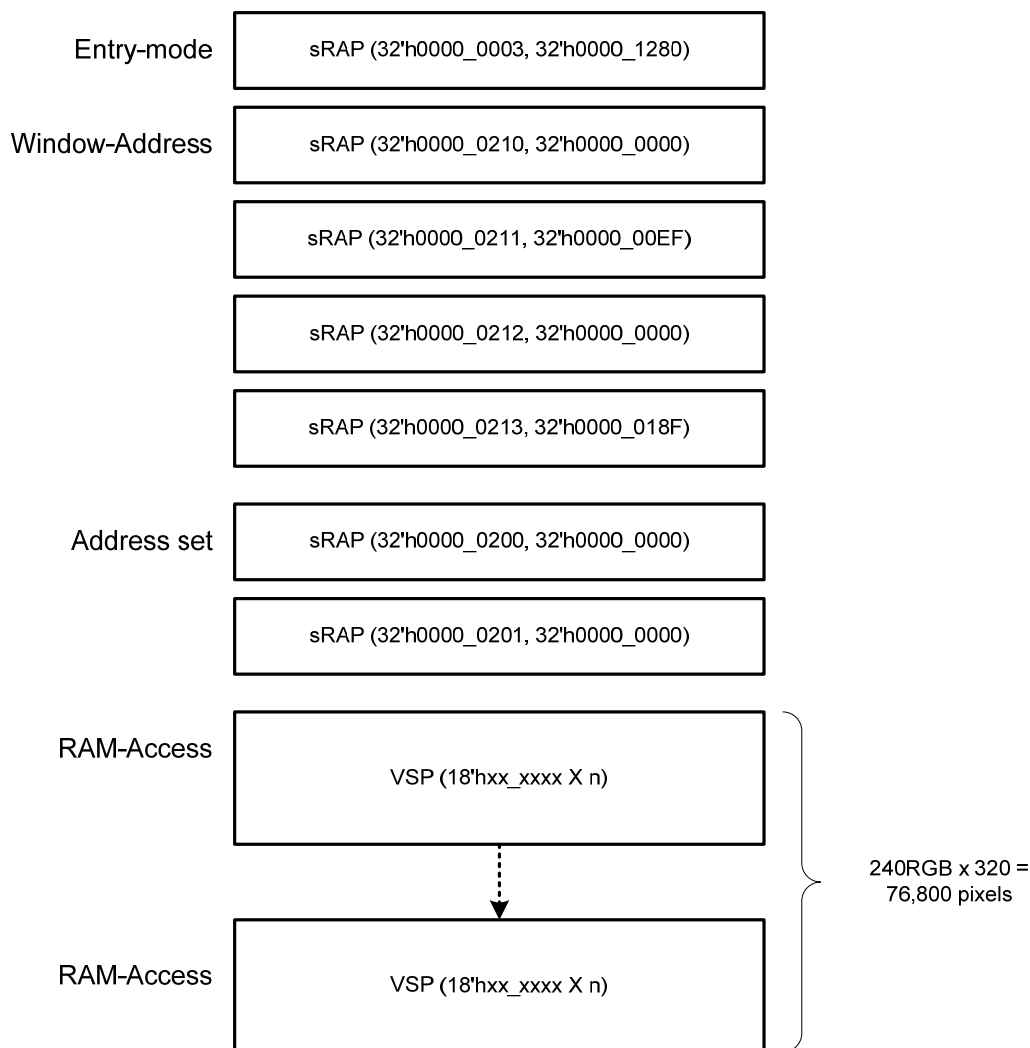 Entry-mode
sRAP (32'h0000_0003, 32'h0000_1280)
Window-Address
sRAP (32'h0000_0210, 32'h0000_0000)
sRAP (32'h0000_0211, 32'h0000_00EF)
sRAP (32'h0000_0212, 32'h0000_0000)
sRAP (32'h0000_0213, 32'h0000_018F)
Address set
sRAP (32'h0000_0200, 32'h0000_0000)
sRAP (32'h0000_0201, 32'h0000_0000)
RAM-Access
VSP (18'hxx_xxxx X n)
240RGB x 320 =
76,800 pixels
RAM-Access
VSP (18'hxx_xxxx X n)